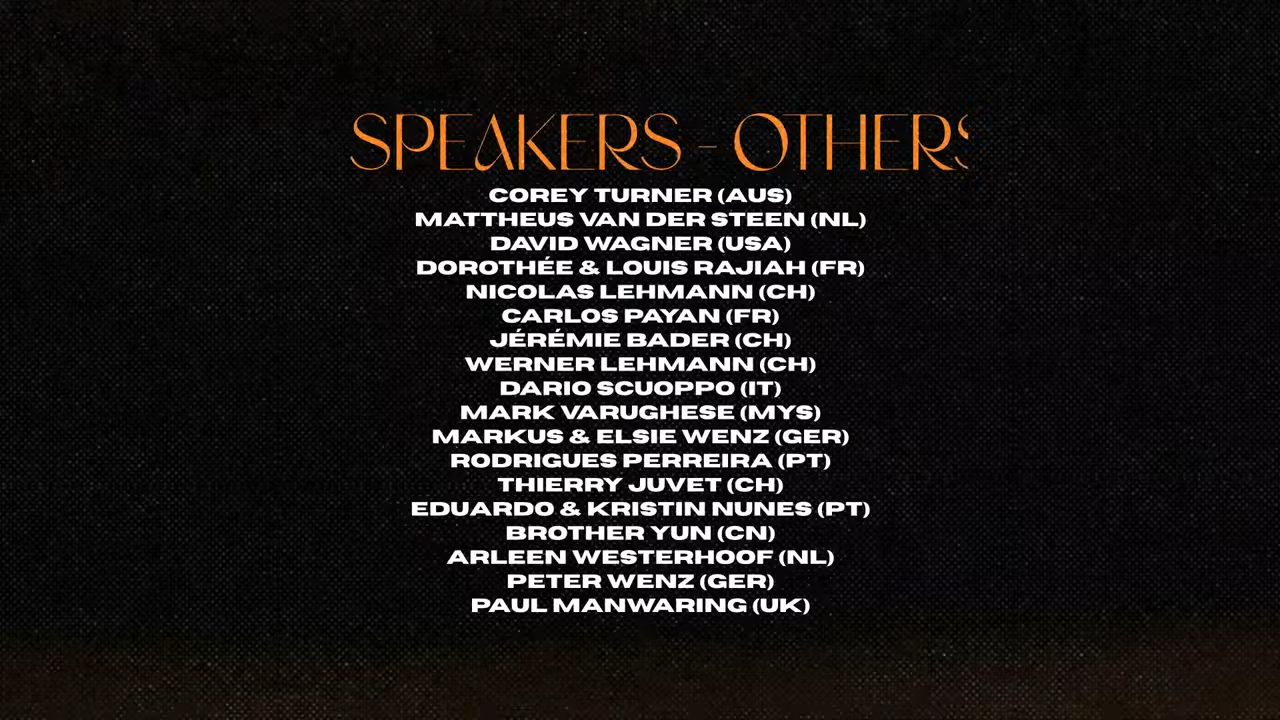 SPEAKERS - OTHERS
COREY TURNER (AUS)
MATTHEUS VAN DER STEEN (NL)
DAVID WAGNER (USA)
DOROTHÉE & LOUIS RAJIAH (FR)
NICOLAS LEHMANN (CH)
CARLOS PAYAN (FR)
JÉRÉMIE BADER (CH)
WERNER LEHMANN (CH)
DARIO SCUOPPO (IT)
MARK VARUGHESE (MYS)
MARKUS & ELSIE WENZ (GER)
RODRIGUES PERREIRA (PT)
THIERRY JUVET (CH)
EDUARDO & KRISTIN NUNES (PT)
BROTHER YUN (CN)
ARLEEN WESTERHOOF (NL)
PETER WENZ (GER)
PAUL MANWARING (UK)